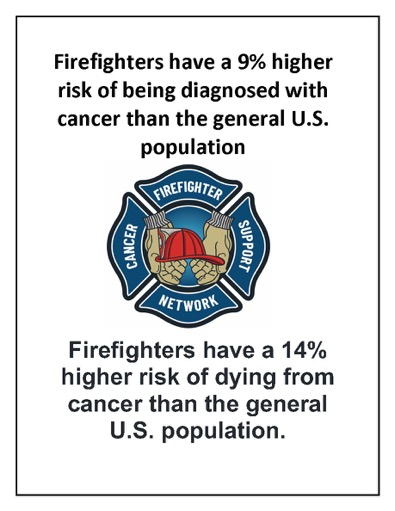 Firefighters have a 9% higher
risk of being diagnosed with
cancer than the general U.S.
population
FIREFIGHTER
CANCER
SUPPORT
NETWORK
Firefighters have a 14%
higher risk of dying from
cancer than the general
U.S. population.